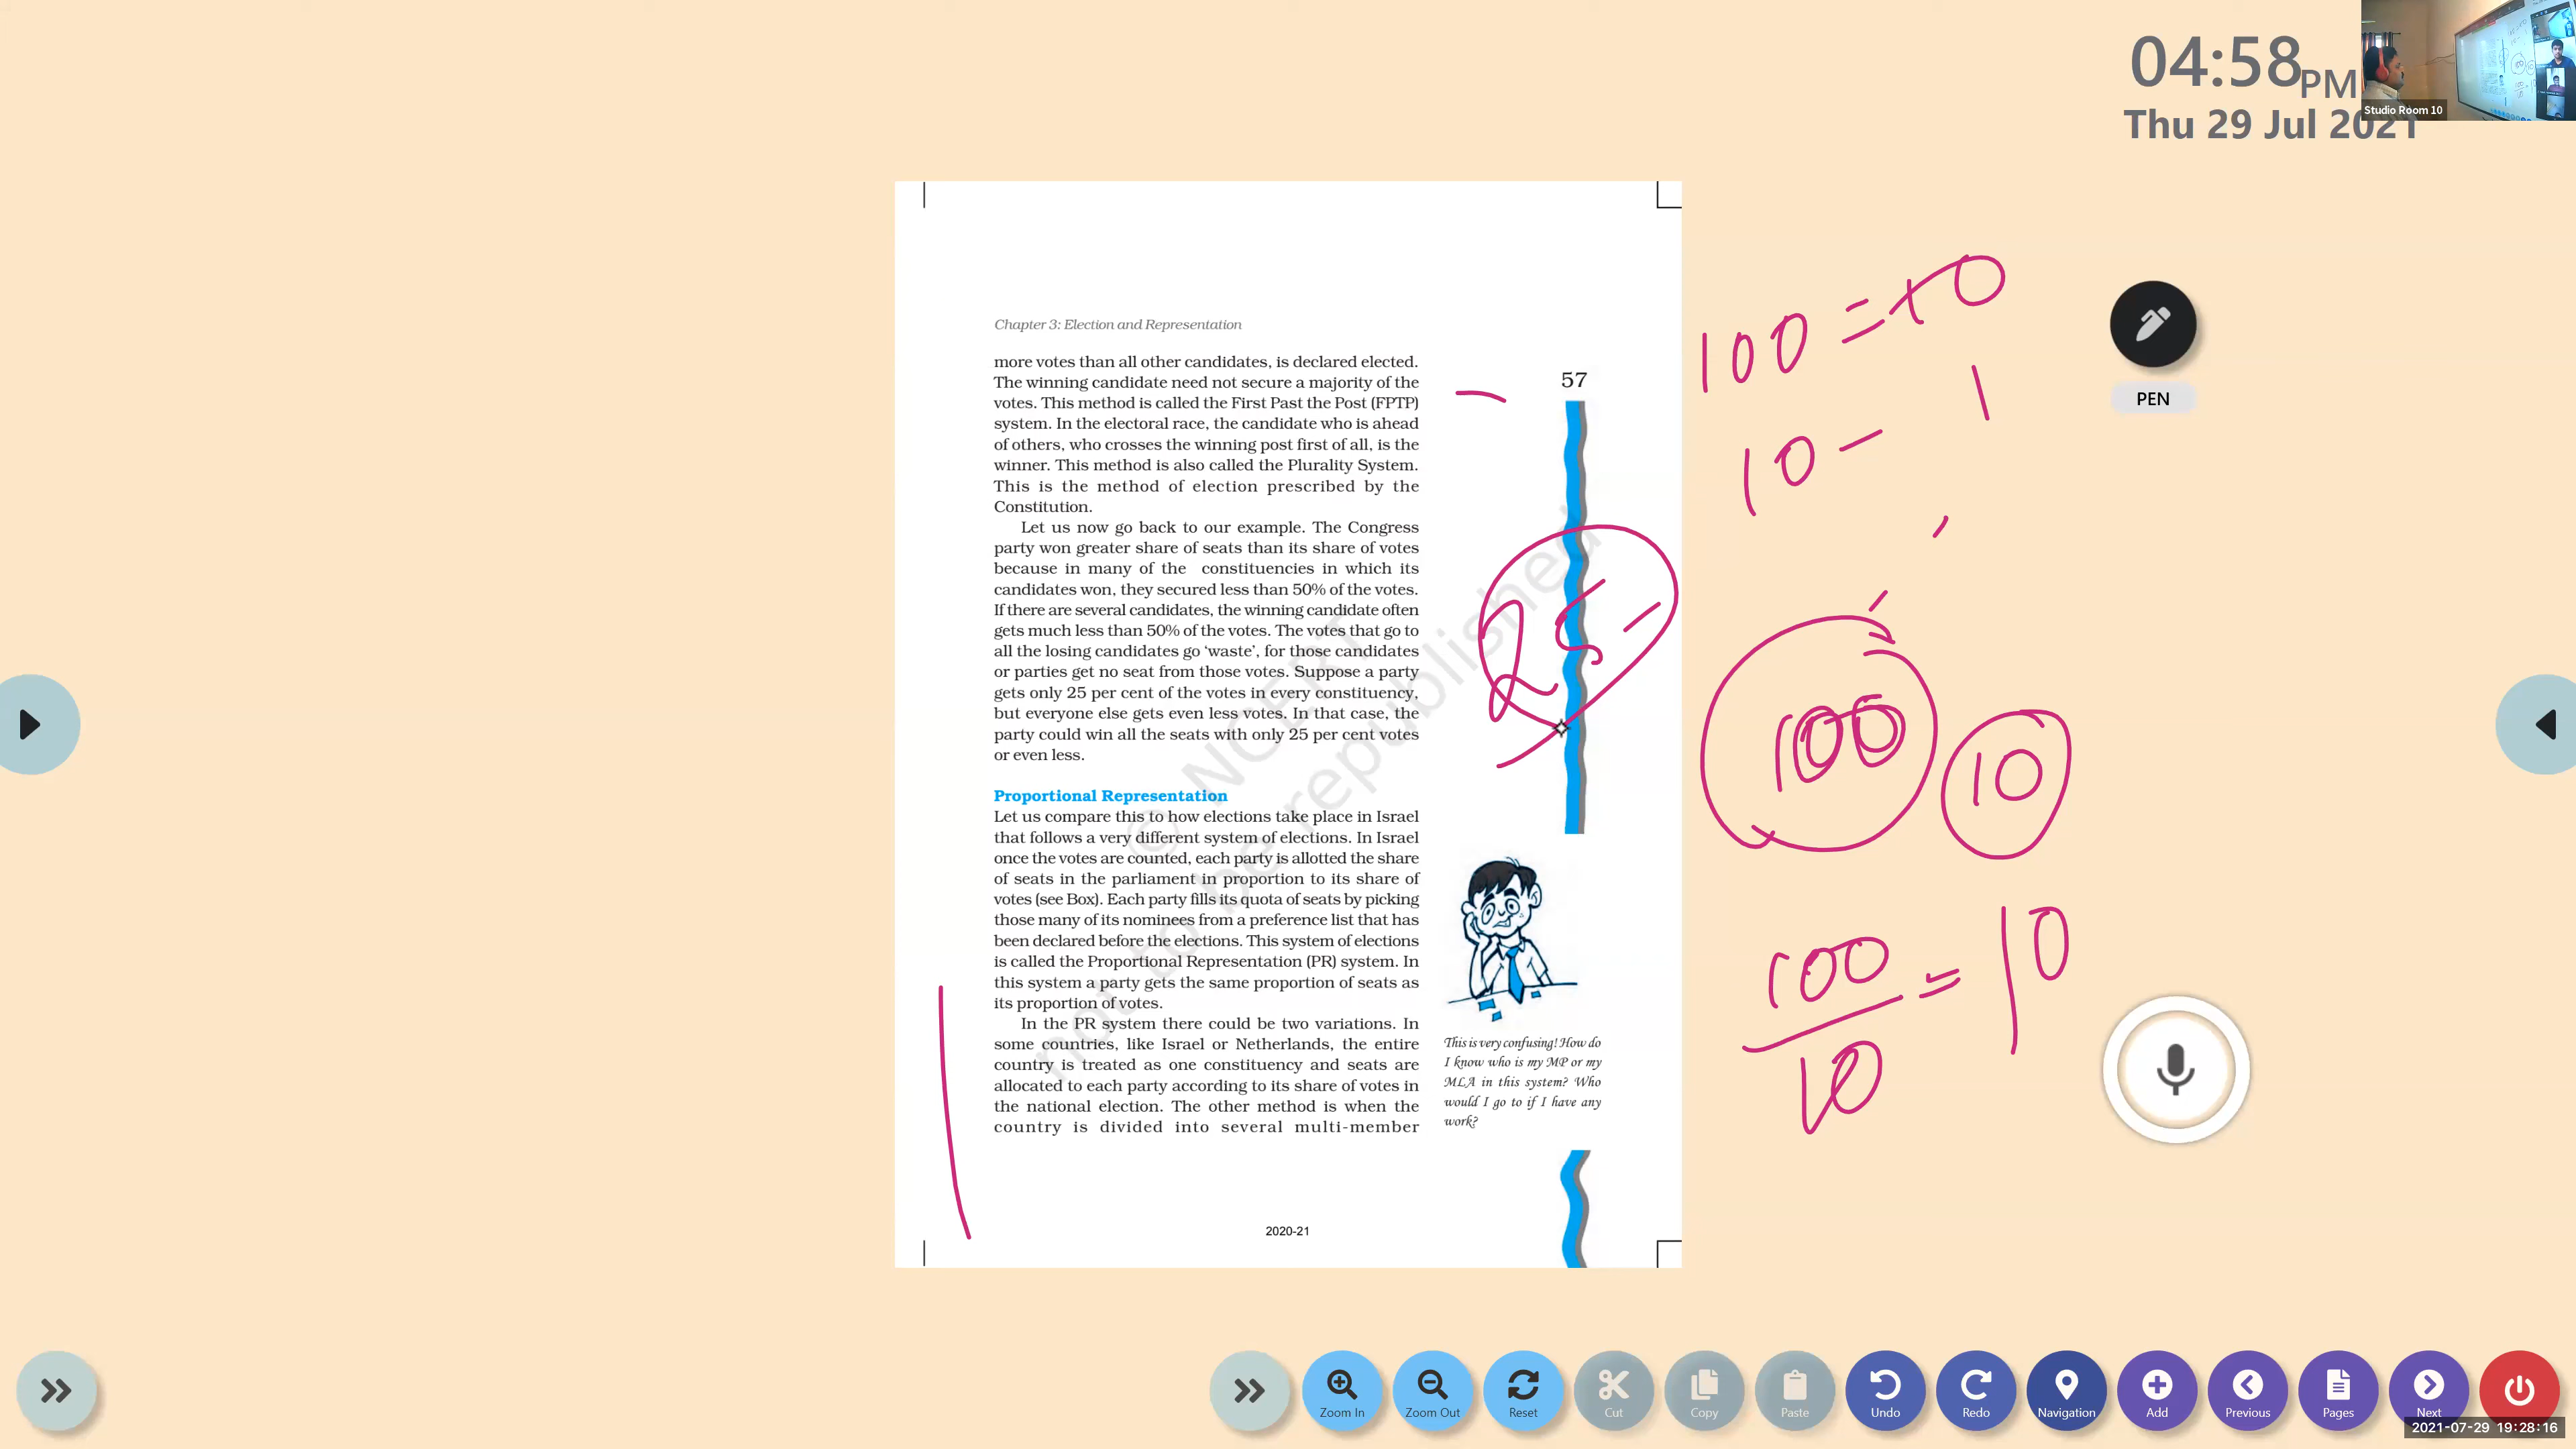 04:58 PM
Thu 29 Jul 2021
Studio Room 10
Chapter 3: Election and Representation
57
more votes than all other candidates, is declared elected.
The winning candidate need not secure a majority of the
votes. This method is called the First Past the Post (FPTP)
system. In the electoral race, the candidate who is ahead
of others, who crosses the winning post first of all, is the
winner. This method is also called the Plurality System.
This is the method of election prescribed by the
Constitution.
Let us now go back to our example. The Congress
party won greater share of seats than its share of votes
because in many of the constituencies in which its
candidates won, they secured less than 50% of the votes.
If there are several candidates, the winning candidate often
gets much less than 50% of the votes. The votes that go to
all the losing candidates go ‘waste’, for those candidates
or parties get no seat from those votes. Suppose a party
gets only 25 per cent of the votes in every constituency,
but everyone else gets even less votes. In that case, the
party could win all the seats with only 25 per cent votes
or even less.
Proportional Representation
Let us compare this to how elections take place in Israel
that follows a very different system of elections. In Israel
once the votes are counted, each party is allotted the share
of seats in the parliament in proportion to its share of
votes (see Box). Each party fills its quota of seats by picking
those many of its nominees from a preference list that has
been declared before the elections. This system of elections
is called the Proportional Representation (PR) system. In
this system a party gets the same proportion of seats as
its proportion of votes.
In the PR system there could be two variations. In
some countries, like Israel or Netherlands, the entire
country is treated as one constituency and seats are
allocated to each party according to its share of votes in
the national election. The other method is when the
country is divided into several multi-member
This is very confusing! How do
I know who is my MP or my
MLA in this system? Who
would I go to if I have any
work?
© NCERT
not to be republished
2020-21
100 = 10
10 - 1
25
100
10
100
10
= 10
PEN
Zoom In
Zoom Out
Reset
Cut
Copy
Paste
Undo
Redo
Navigation
Add
Previous
Pages
Next
2021-07-29 19:28:16